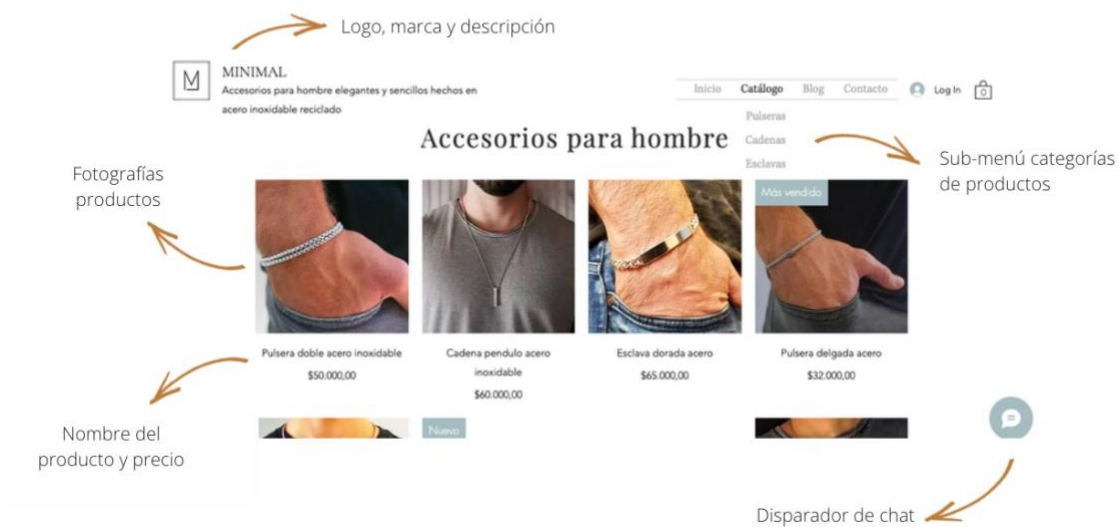 Logo, marca y descripción
M
MINIMAL
Accesorios para hombre elegantes y sencillos hechos en
acero inoxidable reciclado
Inicio Catálogo Blog Contacto Log In 0
Pulseras
Cadenas
Esclavas
Accesorios para hombre
Sub-menú categorías
de productos
Fotografías
productos
Más vendido
Pulsera doble acero inoxidable
$50.000,00
Cadena pendulo acero
inoxidable
$60.000,00
Esclava dorada acero
$65.000,00
Pulsera delgada acero
$32.000,00
Nombre del
producto y precio
Nuevo
Disparador de chat